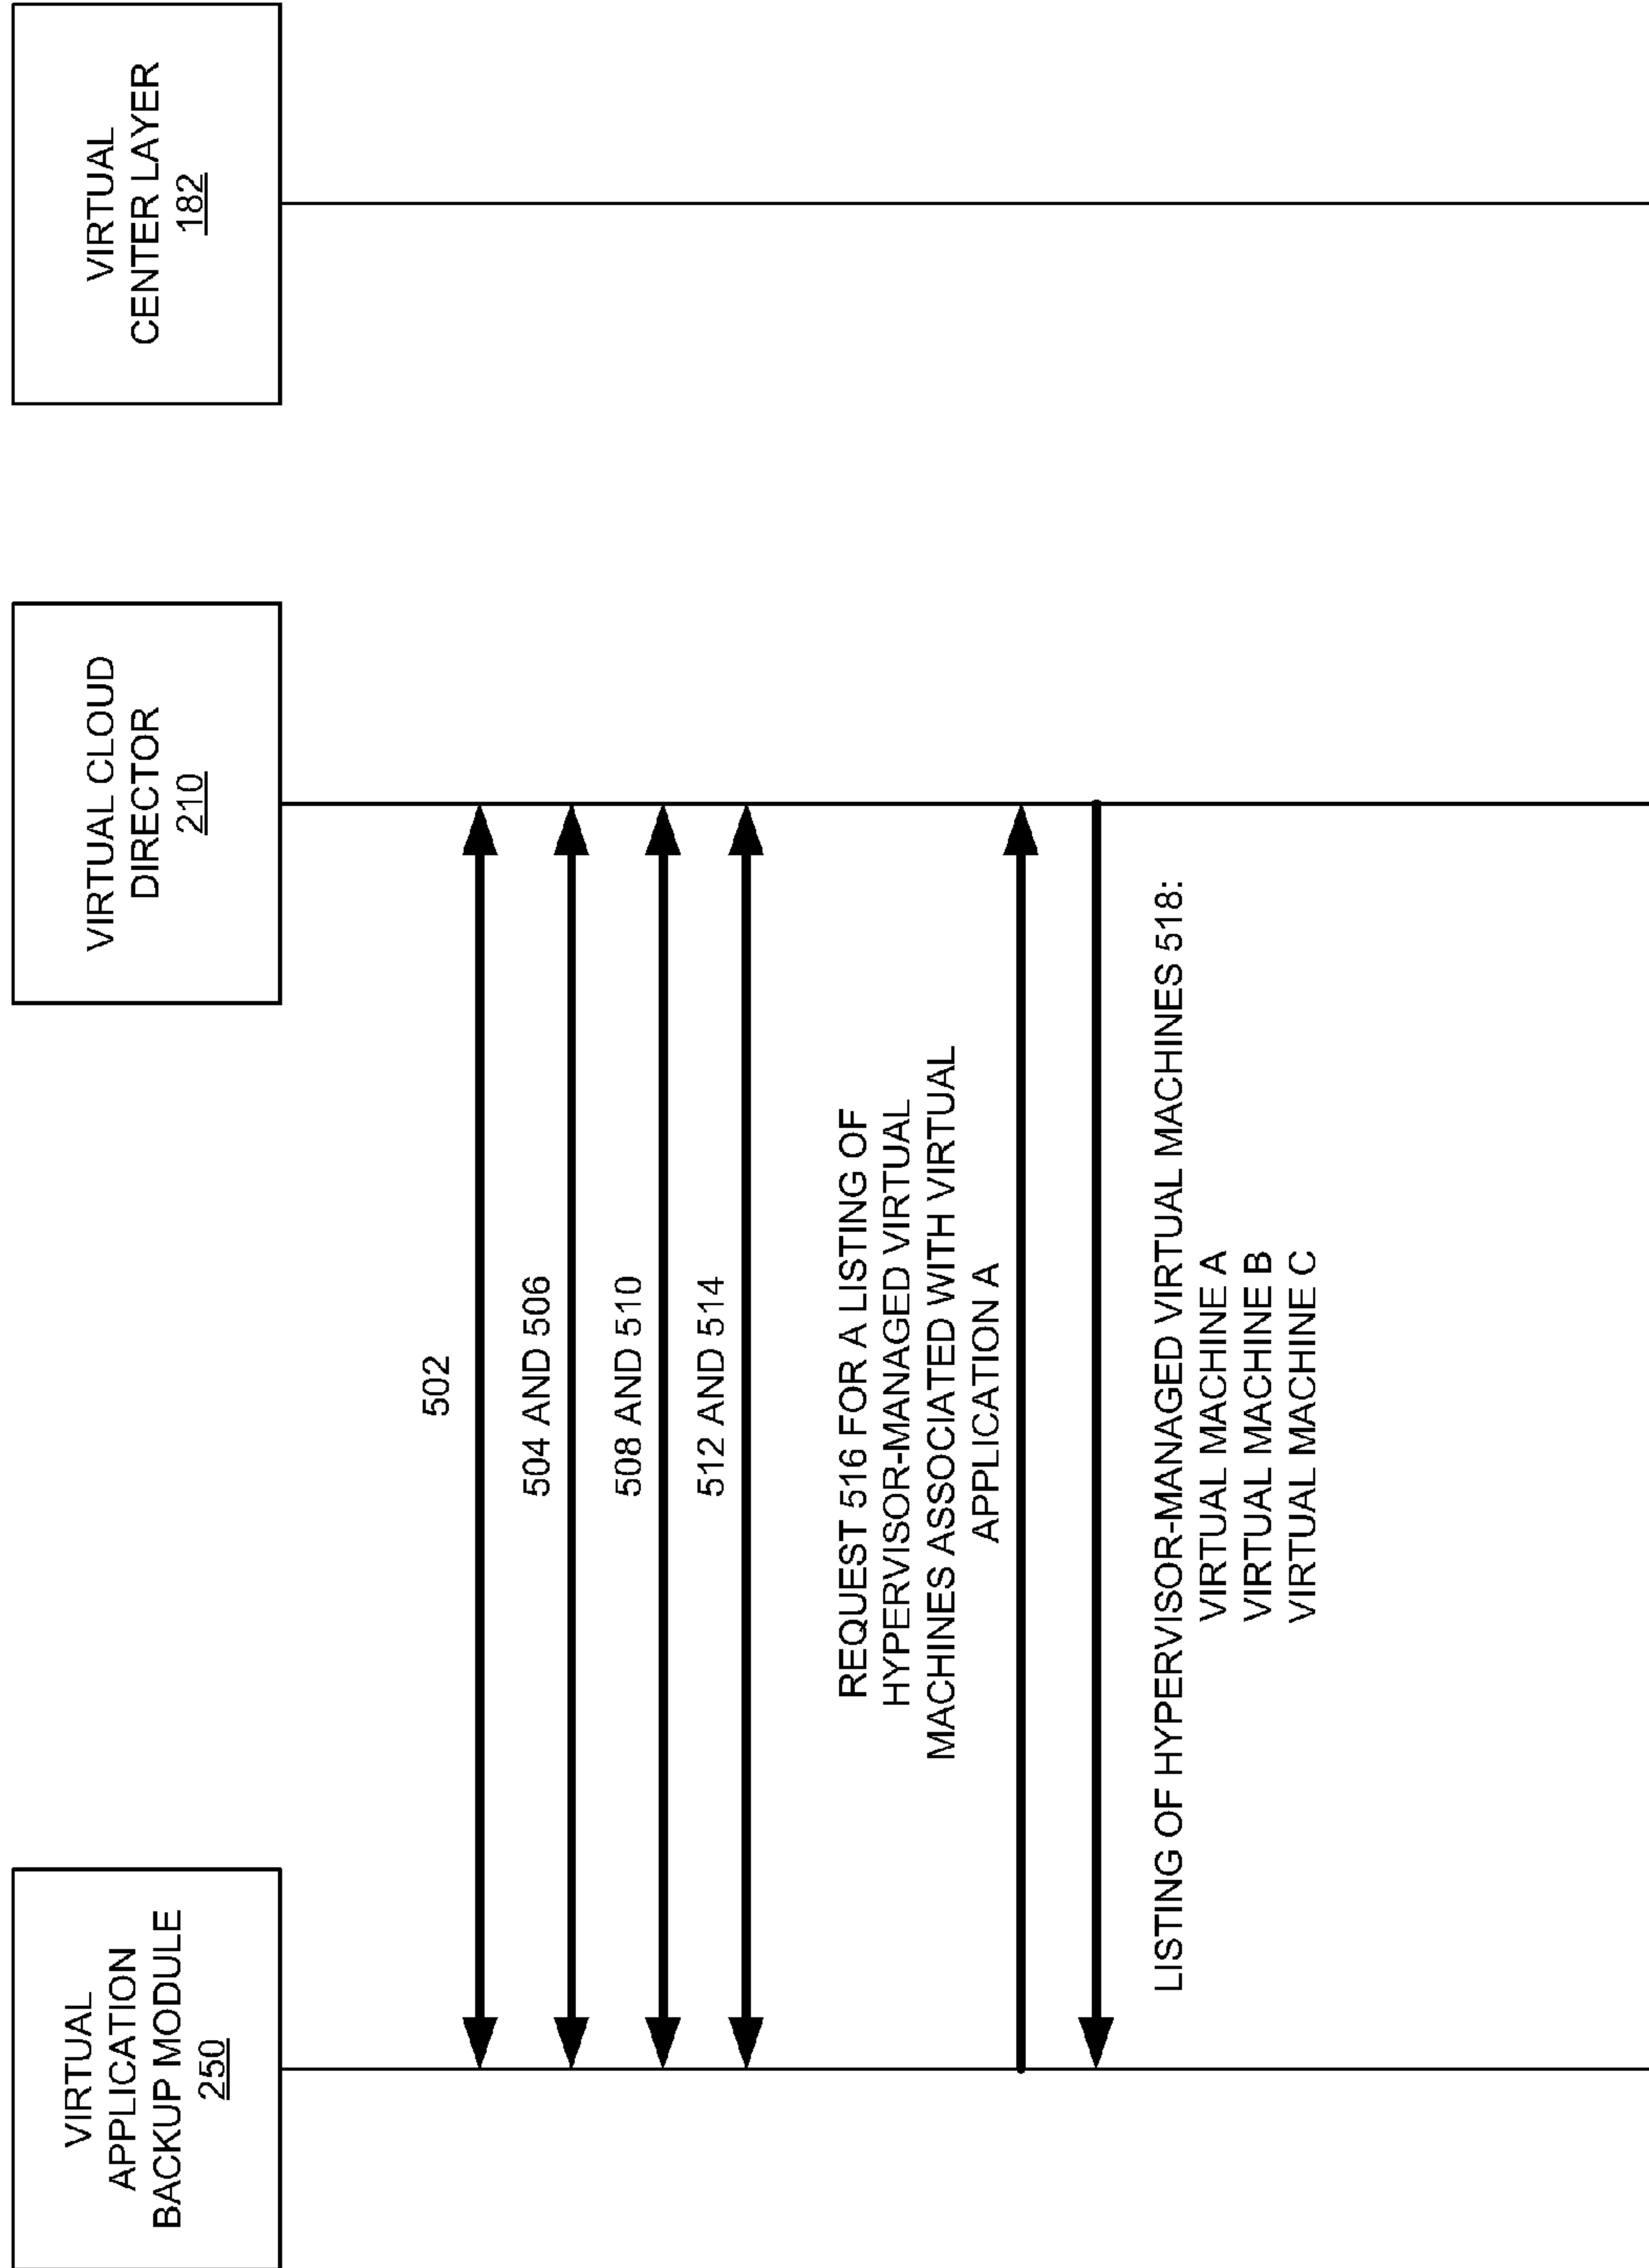 VIRTUAL
APPLICATION
BACKUP MODULE
250
VIRTUAL CLOUD
DIRECTOR
210
VIRTUAL
CENTER LAYER
182
502
504 AND 506
508 AND 510
512 AND 514
REQUEST 516 FOR A LISTING OF
HYPERVISOR-MANAGED VIRTUAL
MACHINES ASSOCIATED WITH VIRTUAL
APPLICATION A
LISTING OF HYPERVISOR-MANAGED VIRTUAL MACHINES 518:
VIRTUAL MACHINE A
VIRTUAL MACHINE B
VIRTUAL MACHINE C